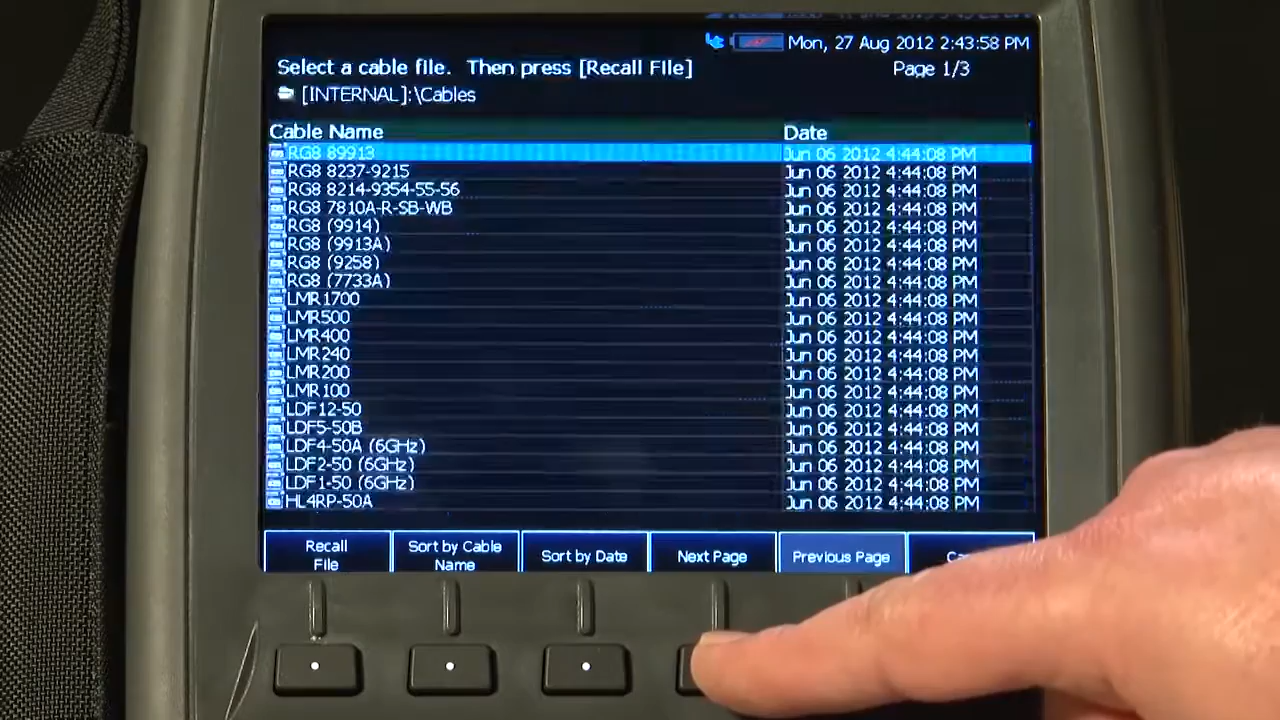 Mon, 27 Aug 2012 2:43:58 PM
Select a cable file. Then press [Recall File]
Page 1/3
[INTERNAL]:\Cables
Cable Name Date
RG8 89913 Jun 06 2012 4:44:08 PM
RG8 8237-9215 Jun 06 2012 4:44:08 PM
RG8 8214-9354-55-56 Jun 06 2012 4:44:08 PM
RG8 7810A-R-SB-WB Jun 06 2012 4:44:08 PM
RG8 (9914) Jun 06 2012 4:44:08 PM
RG8 (9913A) Jun 06 2012 4:44:08 PM
RG8 (9258) Jun 06 2012 4:44:08 PM
RG8 (7733A) Jun 06 2012 4:44:08 PM
LMR1700 Jun 06 2012 4:44:08 PM
LMR500 Jun 06 2012 4:44:08 PM
LMR400 Jun 06 2012 4:44:08 PM
LMR240 Jun 06 2012 4:44:08 PM
LMR200 Jun 06 2012 4:44:08 PM
LMR100 Jun 06 2012 4:44:08 PM
LDF12-50 Jun 06 2012 4:44:08 PM
LDF5-50B Jun 06 2012 4:44:08 PM
LDF4-50A (6GHz) Jun 06 2012 4:44:08 PM
LDF2-50 (6GHz) Jun 06 2012 4:44:08 PM
LDF1-50 (6GHz) Jun 06 2012 4:44:08 PM
HL4RP-50A Jun 06 2012 4:44:08 PM
Recall File
Sort by Cable Name
Sort by Date
Next Page
Previous Page